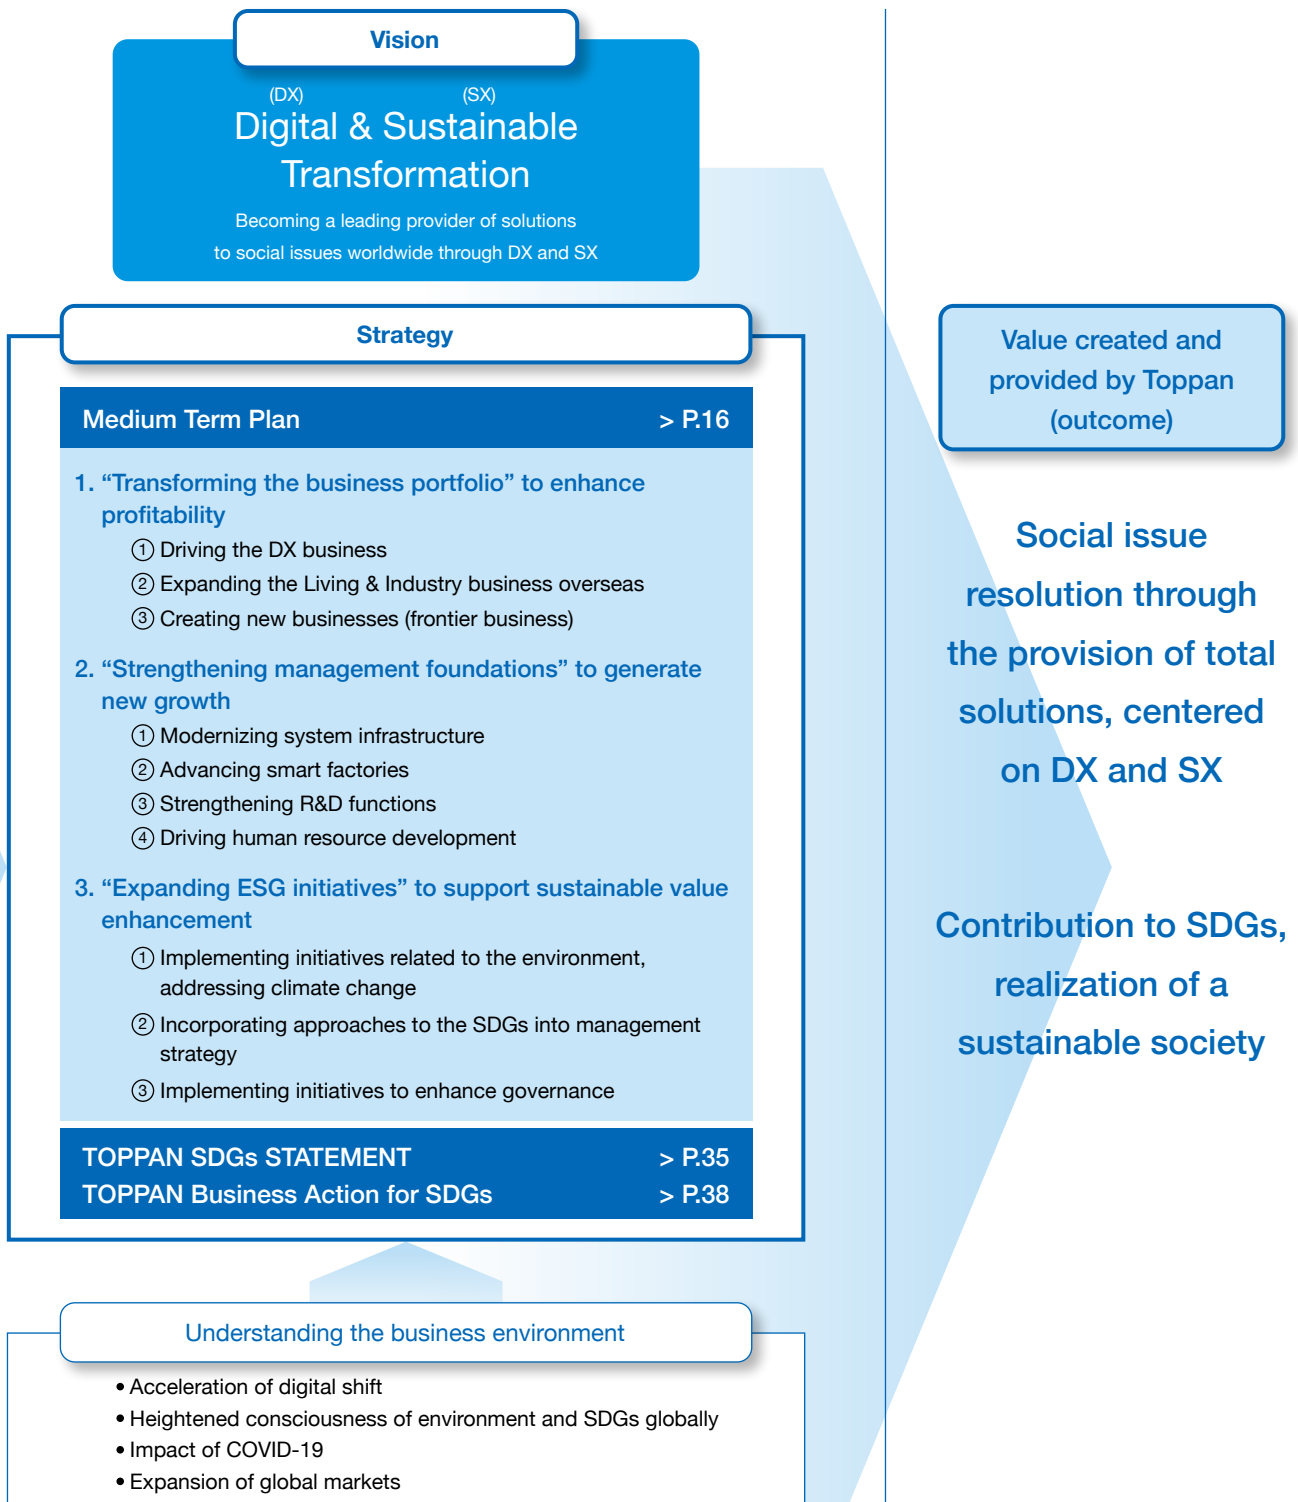 Vision
(DX) (SX)
Digital & Sustainable
Transformation
Becoming a leading provider of solutions
to social issues worldwide through DX and SX
Strategy
Medium Term Plan > P.16
1. “Transforming the business portfolio” to enhance
profitability
① Driving the DX business
② Expanding the Living & Industry business overseas
③ Creating new businesses (frontier business)
2. “Strengthening management foundations” to generate
new growth
① Modernizing system infrastructure
② Advancing smart factories
③ Strengthening R&D functions
④ Driving human resource development
3. “Expanding ESG initiatives” to support sustainable value
enhancement
① Implementing initiatives related to the environment,
addressing climate change
② Incorporating approaches to the SDGs into management
strategy
③ Implementing initiatives to enhance governance
TOPPAN SDGs STATEMENT > P.35
TOPPAN Business Action for SDGs > P.38
Understanding the business environment
• Acceleration of digital shift
• Heightened consciousness of environment and SDGs globally
• Impact of COVID-19
• Expansion of global markets
Value created and
provided by Toppan
(outcome)
Social issue
resolution through
the provision of total
solutions, centered
on DX and SX
Contribution to SDGs,
realization of a
sustainable society